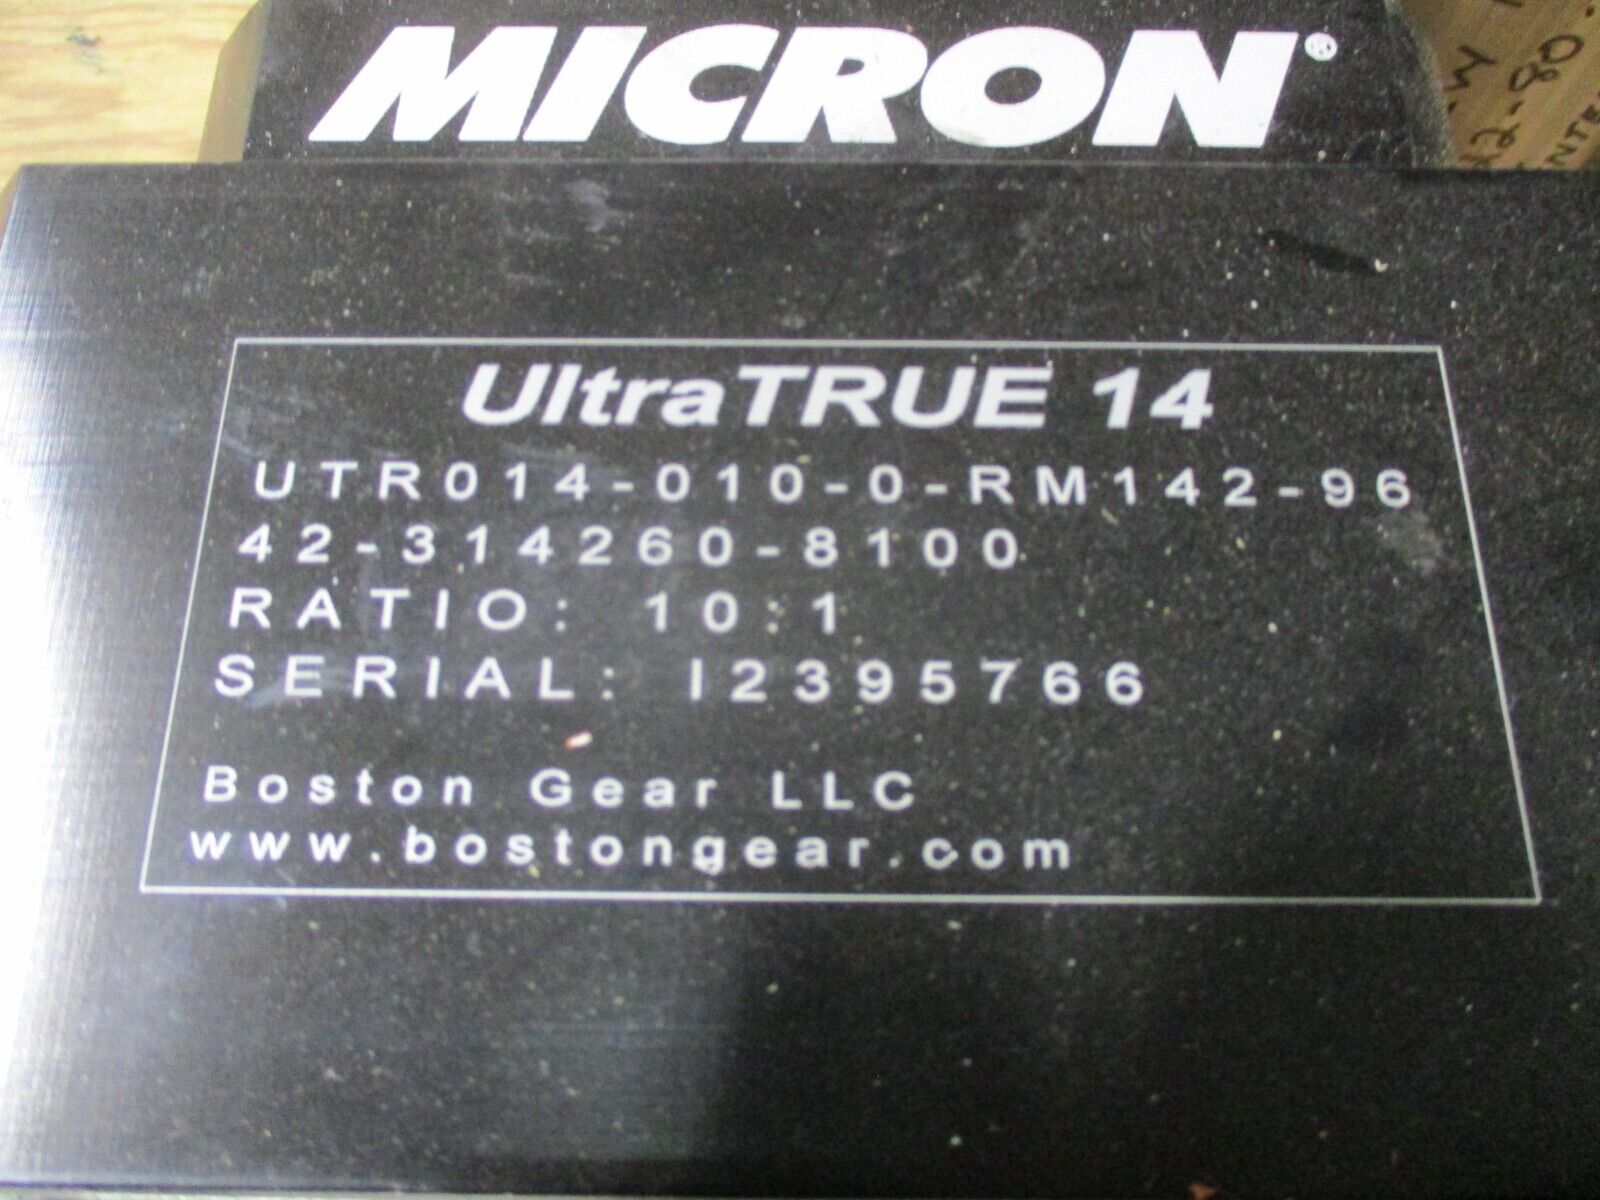 MICRON®
UltraTRUE 14
UTR014-010-0-RM142-96
42-314260-8100
RATIO: 10:1
SERIAL: I2395766
Boston Gear LLC
www.bostongear.com